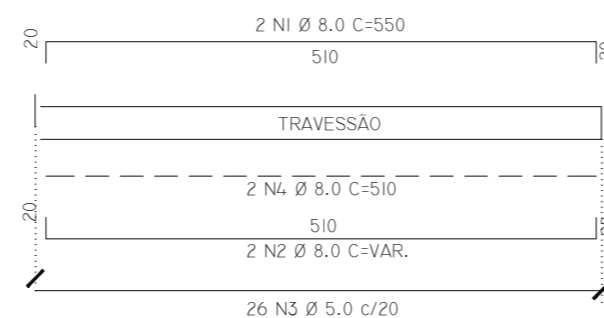 2 N1 Ø 8.0 C=550
20
510
TRAVESSÃO
2 N4 Ø 8.0 C=510
20
510
2 N2 Ø 8.0 C=VAR.
26 N3 Ø 5.0 c/20